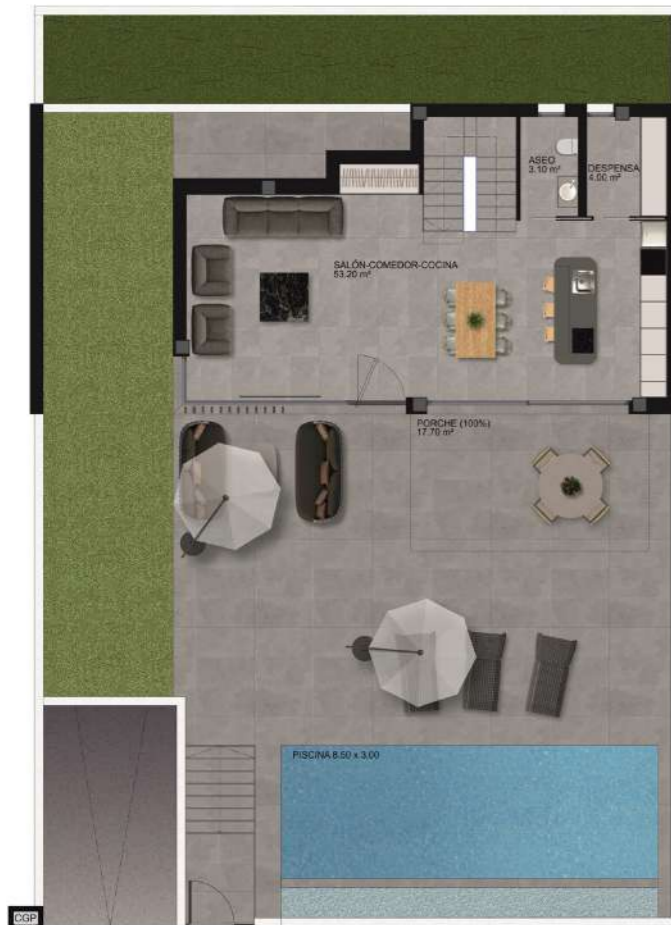 ASEO
3.10 m²
DESPENSA
4.00 m²
SALÓN-COMEDOR-COCINA
53.20 m²
PORCHE (100%)
17.70 m²
PISCINA 8.50 x 3.00
CGP